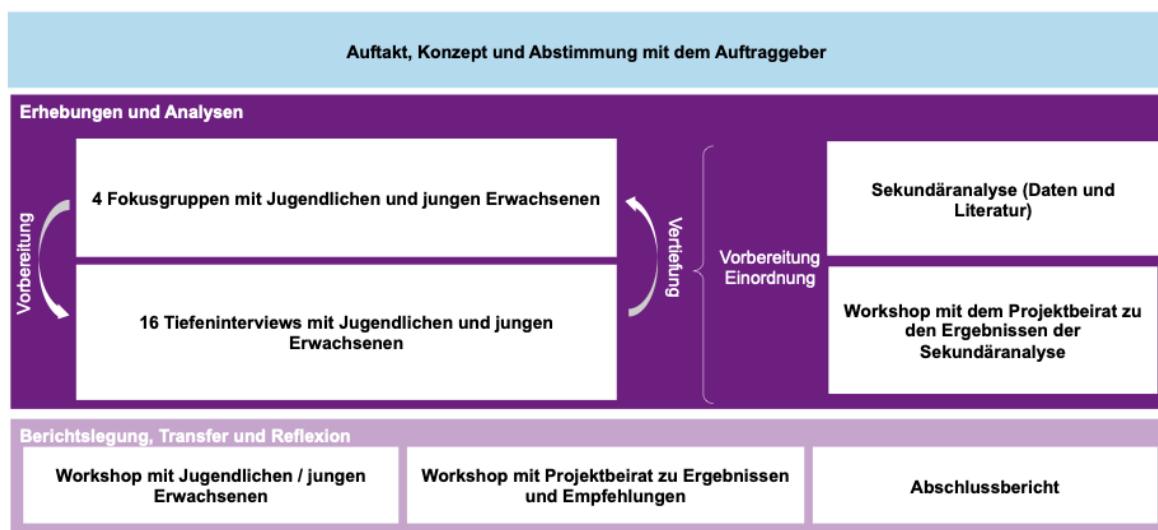 Auftakt, Konzept und Abstimmung mit dem Auftraggeber
Erhebungen und Analysen
Vorbereitung
4 Fokusgruppen mit Jugendlichen und jungen Erwachsenen
16 Tiefeninterviews mit Jugendlichen und jungen
Erwachsenen
Vertiefung
Vorbereitung
Einordnung
Sekundäranalyse (Daten und
Literatur)
Workshop mit dem Projektbeirat zu
den Ergebnissen der
Sekundäranalyse
Berichtslegung, Transfer und Reflexion
Workshop mit Jugendlichen / jungen
Erwachsenen
Workshop mit Projektbeirat zu Ergebnissen
und Empfehlungen
Abschlussbericht